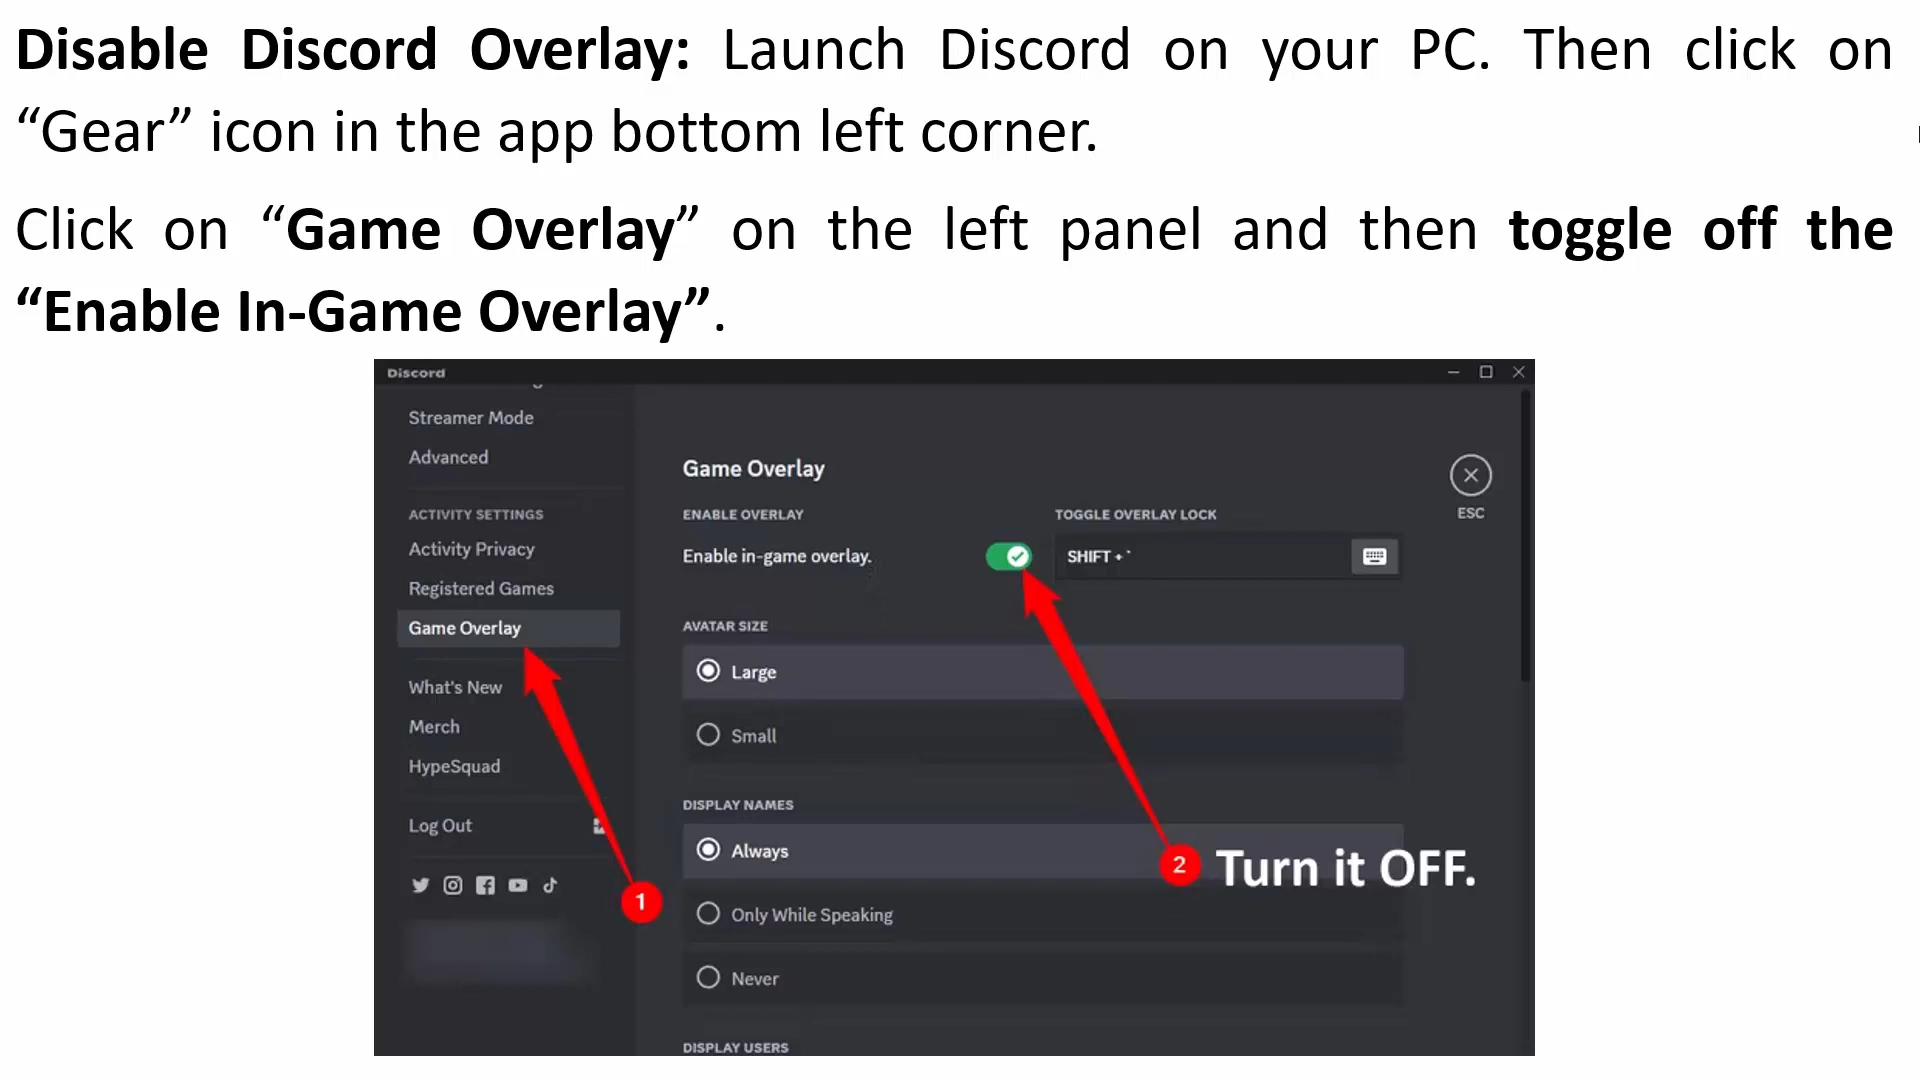 Disable Discord Overlay: Launch Discord on your PC. Then click on
“Gear” icon in the app bottom left corner.
Click on “Game Overlay” on the left panel and then toggle off the
“Enable In-Game Overlay”.
Discord
Streamer Mode
Advanced
ACTIVITY SETTINGS
Activity Privacy
Registered Games
Game Overlay
What's New
Merch
HypeSquad
Log Out
1
Game Overlay
ESC
ENABLE OVERLAY
Enable in-game overlay.
TOGGLE OVERLAY LOCK
SHIFT + `
AVATAR SIZE
Large
Small
DISPLAY NAMES
Always
2 Turn it OFF.
Only While Speaking
Never
DISPLAY USERS